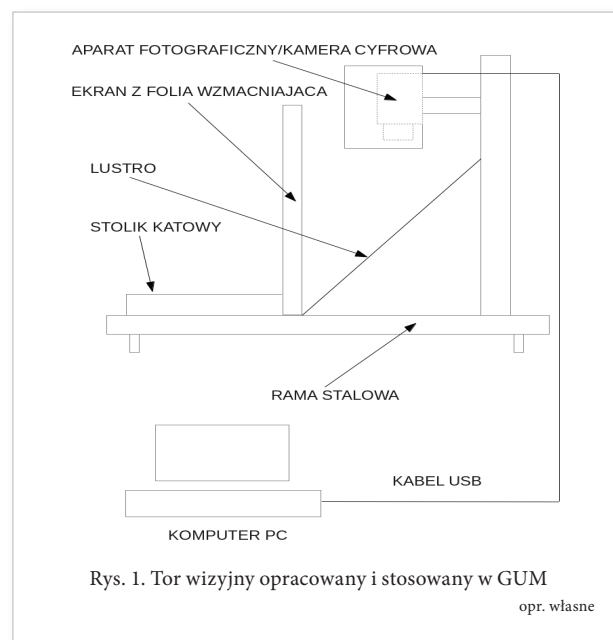 APARAT FOTOGRAFICZNY/KAMERA CYFROWA
EKRAN Z FOLIA WZMACNIAJACA
LUSTRO
STOLIK KATOWY
RAMA STALOWA
KABEL USB
KOMPUTER PC
Rys. 1. Tor wizyjny opracowany i stosowany w GUM
opr. własne